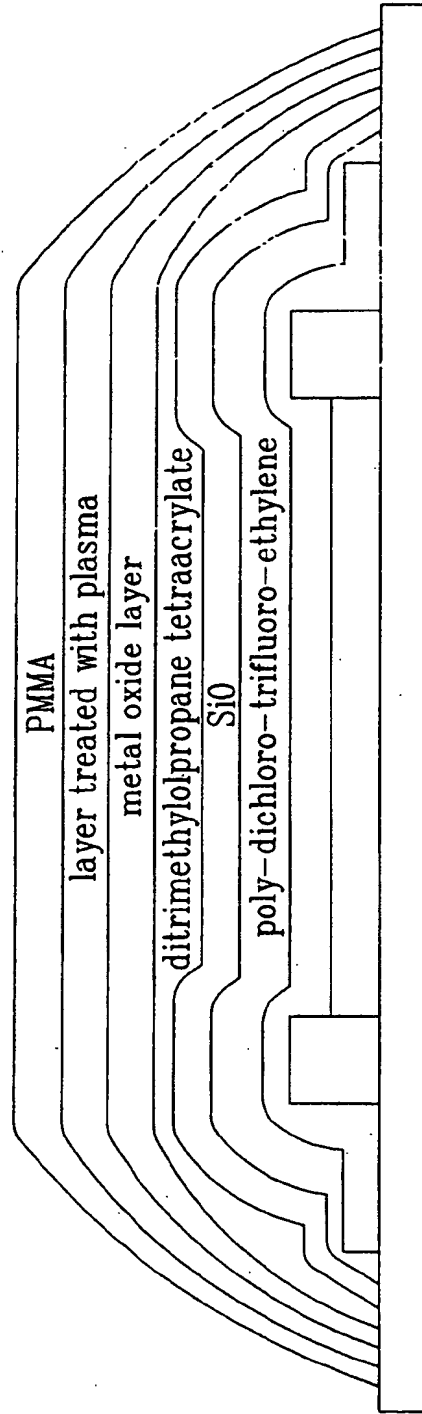 PMMA
layer treated with plasma
metal oxide layer
ditrimethylolpropane tetraacrylate
SiO
poly-dichloro-trifluoro-ethylene